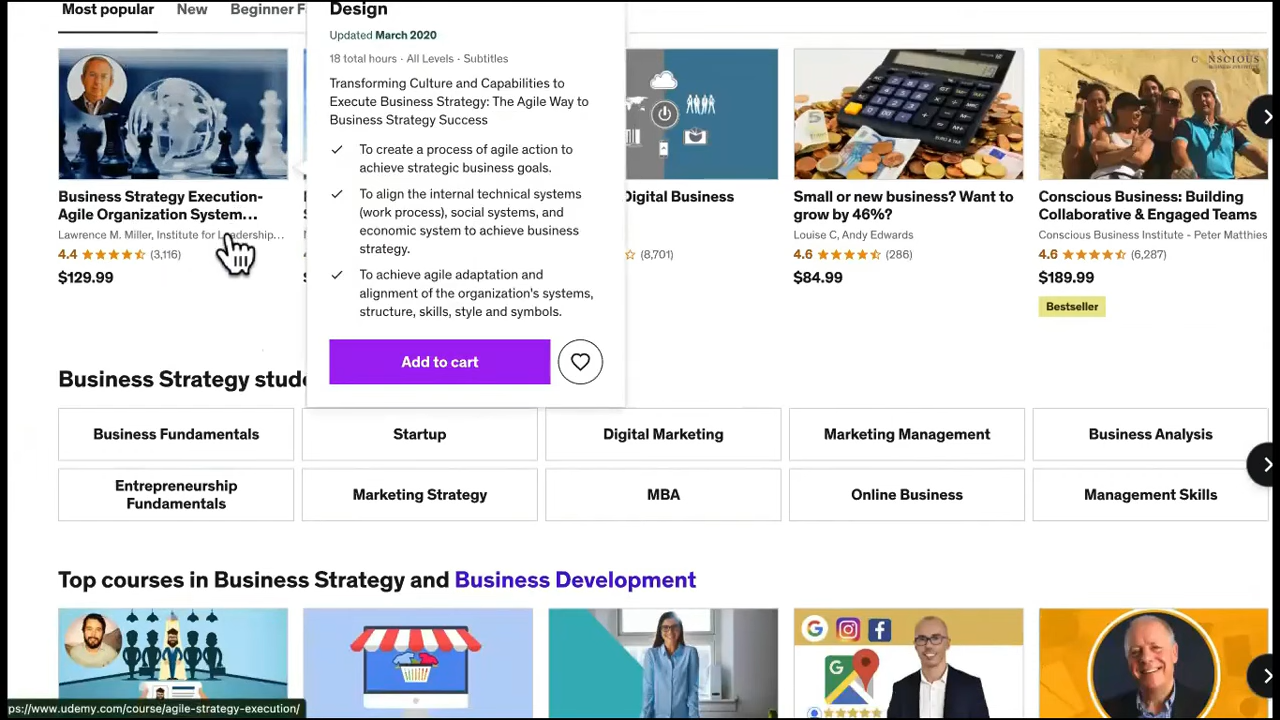 Most popular
New
Beginner F
Design
Updated March 2020
18 total hours · All Levels · Subtitles
Transforming Culture and Capabilities to
Execute Business Strategy: The Agile Way to
Business Strategy Success
To create a process of agile action to
achieve strategic business goals.
To align the internal technical systems
(work process), social systems, and
economic system to achieve business
strategy.
To achieve agile adaptation and
alignment of the organization's systems,
structure, skills, style and symbols.
Add to cart
Business Strategy Execution-
Agile Organization System...
Lawrence M. Miller, Institute for Leadership...
4.4 (3,116)
$129.99
Digital Business
(8,701)
Small or new business? Want to
grow by 46%?
Louise C, Andy Edwards
4.6 (286)
$84.99
CONSCIOUS
Conscious Business: Building
Collaborative & Engaged Teams
Conscious Business Institute - Peter Matthies
4.6 (6,287)
$189.99
Bestseller
Business Strategy stude
Business Fundamentals
Startup
Digital Marketing
Marketing Management
Business Analysis
Entrepreneurship
Fundamentals
Marketing Strategy
MBA
Online Business
Management Skills
Top courses in Business Strategy and Business Development
ps://www.udemy.com/course/agile-strategy-execution/